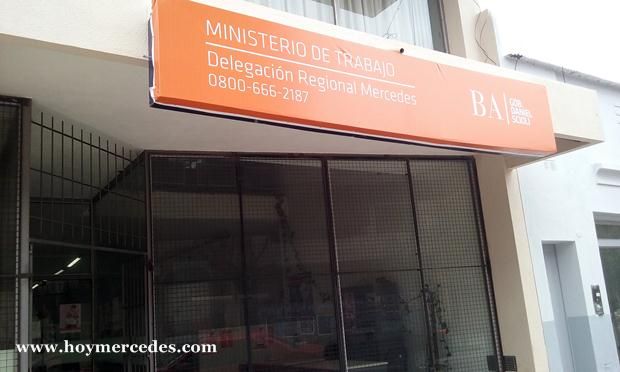 MINISTERIO DE TRABAJO
Delegación Regional Mercedes
0800-666-2187
BA
GOB.
DANIEL
SCIOLI
www.hoymercedes.com